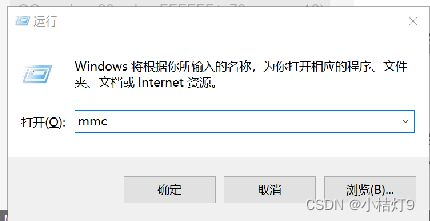 运行
Windows 将根据你所输入的名称，为你打开相应的程序、文件
夹、文档或 Internet 资源。
打开(O): mmc
确定 取消 浏览(B)...
CSDN @小桔灯9